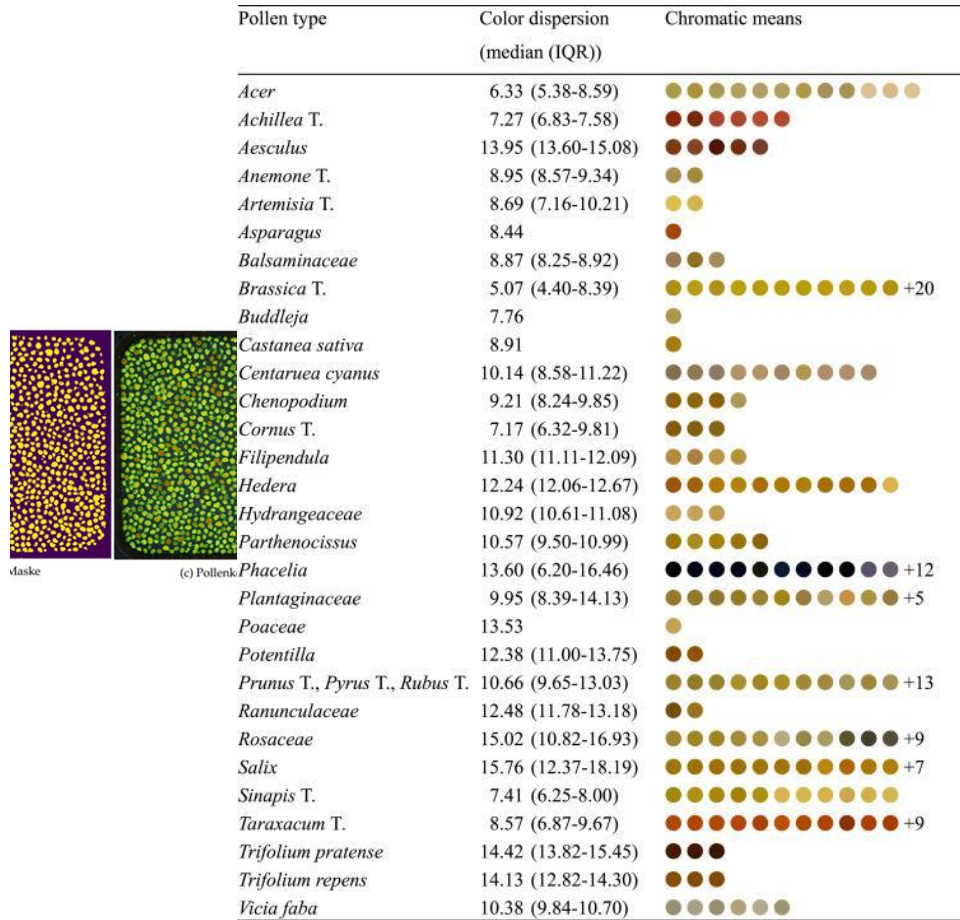 Pollen type Color dispersion Chromatic means
(median (IQR))
Acer 6.33 (5.38-8.59)
Achillea T. 7.27 (6.83-7.58)
Aesculus 13.95 (13.60-15.08)
Anemone T. 8.95 (8.57-9.34)
Artemisia T. 8.69 (7.16-10.21)
Asparagus 8.44
Balsaminaceae 8.87 (8.25-8.92)
Brassica T. 5.07 (4.40-8.39) +20
Buddleja 7.76
Castanea sativa 8.91
Centaruea cyanus 10.14 (8.58-11.22)
Chenopodium 9.21 (8.24-9.85)
Cornus T. 7.17 (6.32-9.81)
Filipendula 11.30 (11.11-12.09)
Hedera 12.24 (12.06-12.67)
Hydrangeaceae 10.92 (10.61-11.08)
Parthenocissus 10.57 (9.50-10.99)
Maske (c) Pollenk
Phacelia 13.60 (6.20-16.46) +12
Plantaginaceae 9.95 (8.39-14.13) +5
Poaceae 13.53
Potentilla 12.38 (11.00-13.75)
Prunus T., Pyrus T., Rubus T. 10.66 (9.65-13.03) +13
Ranunculaceae 12.48 (11.78-13.18)
Rosaceae 15.02 (10.82-16.93) +9
Salix 15.76 (12.37-18.19) +7
Sinapis T. 7.41 (6.25-8.00)
Taraxacum T. 8.57 (6.87-9.67) +9
Trifolium pratense 14.42 (13.82-15.45)
Trifolium repens 14.13 (12.82-14.30)
Vicia faba 10.38 (9.84-10.70)